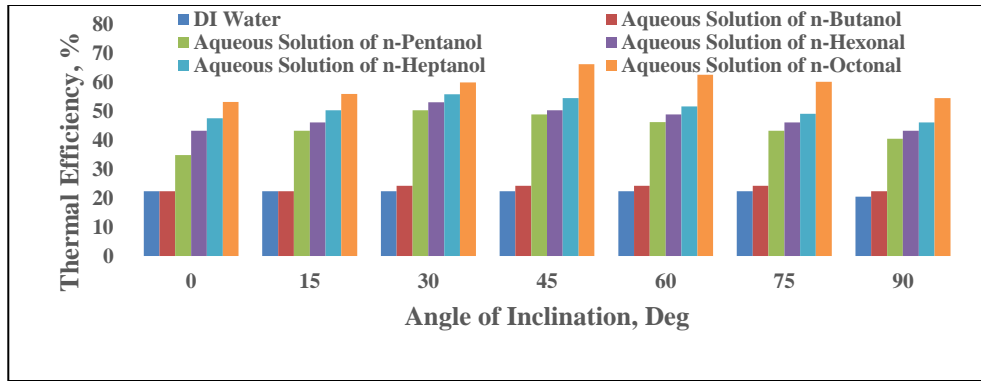 80
70
60
50
40
30
20
10
0
Thermal Efficiency, %
DI Water
Aqueous Solution of n-Butanol
Aqueous Solution of n-Pentanol
Aqueous Solution of n-Hexonal
Aqueous Solution of n-Heptanol
Aqueous Solution of n-Octonal
0 15 30 45 60 75 90
Angle of Inclination, Deg